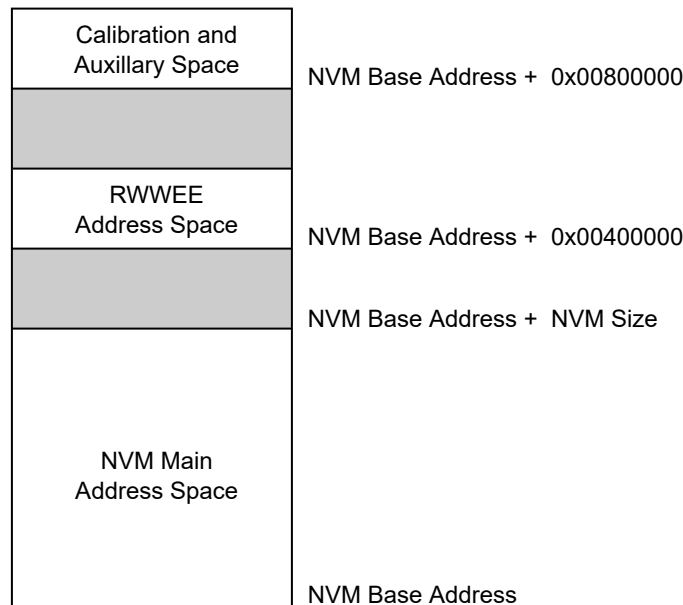 Calibration and
Auxillary Space
NVM Base Address + 0x00800000
RWWEE
Address Space
NVM Base Address + 0x00400000
NVM Base Address + NVM Size
NVM Main
Address Space
NVM Base Address